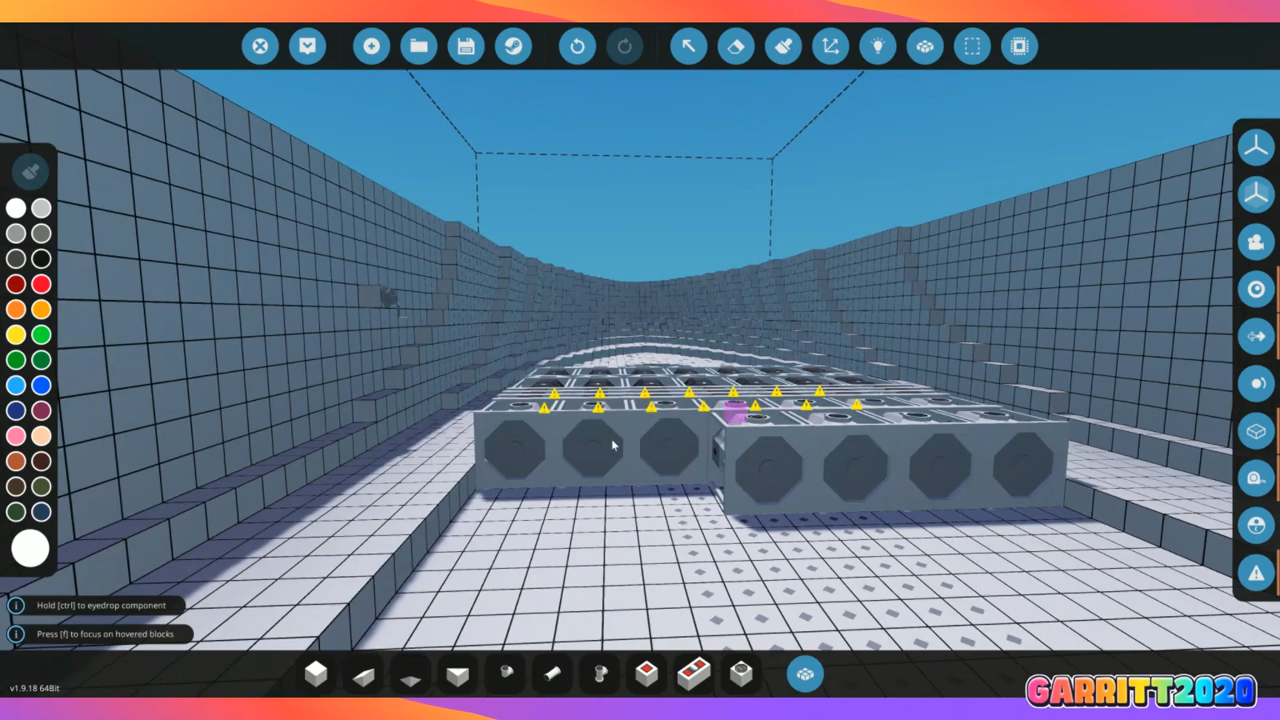 Hold [ctrl] to eyedrop component
Press [f] to focus on hovered blocks
v1.9.18 64Bit
GARRITT2020